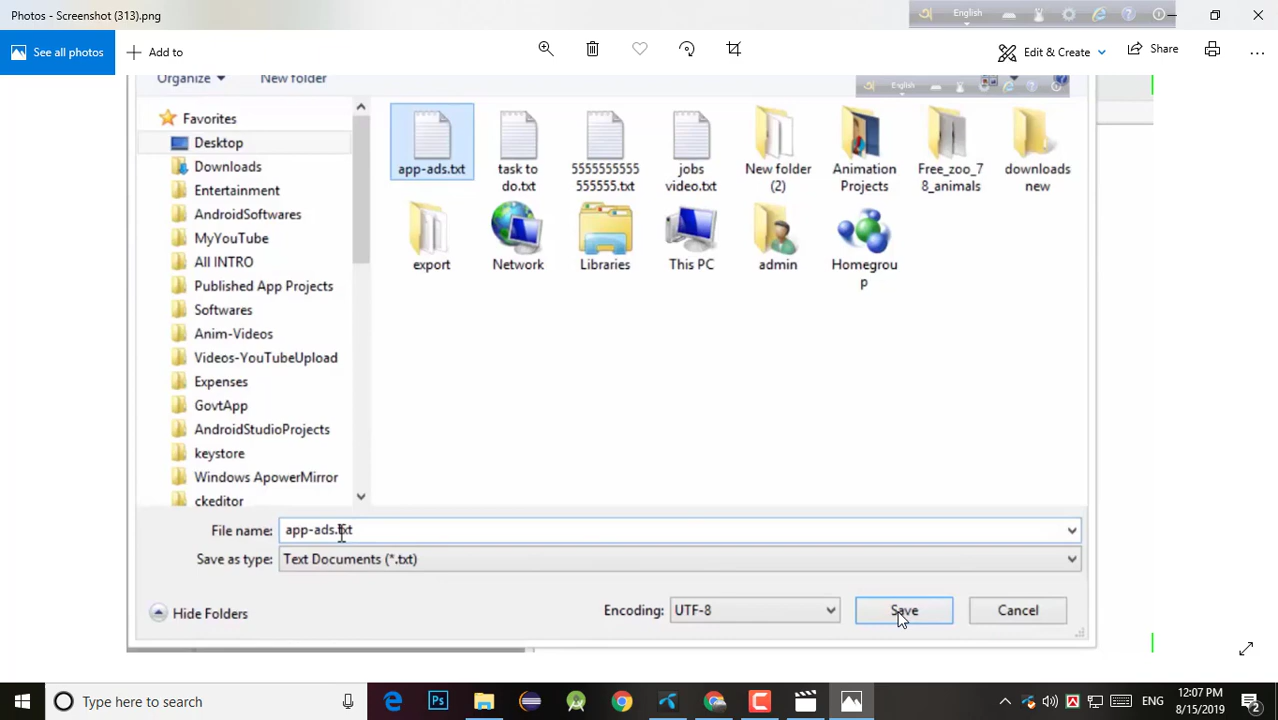 Photos - Screenshot (313).png
English
See all photos
Add to
Edit & Create
Share
Organize
New folder
English
Favorites
Desktop
Downloads
Entertainment
AndroidSoftwares
MyYouTube
All INTRO
Published App Projects
Softwares
Anim-Videos
Videos-YouTubeUpload
Expenses
GovtApp
AndroidStudioProjects
keystore
Windows ApowerMirror
ckeditor
app-ads.txt
task to
do.txt
5555555555
555555.txt
jobs
video.txt
New folder
(2)
Animation
Projects
Free_zoo_7
8_animals
downloads
new
export
Network
Libraries
This PC
admin
Homegrou
p
File name: app-ads.txt
Save as type: Text Documents (*.txt)
Hide Folders
Encoding: UTF-8
Save
Cancel
Type here to search
ENG
12:07 PM
8/15/2019
2